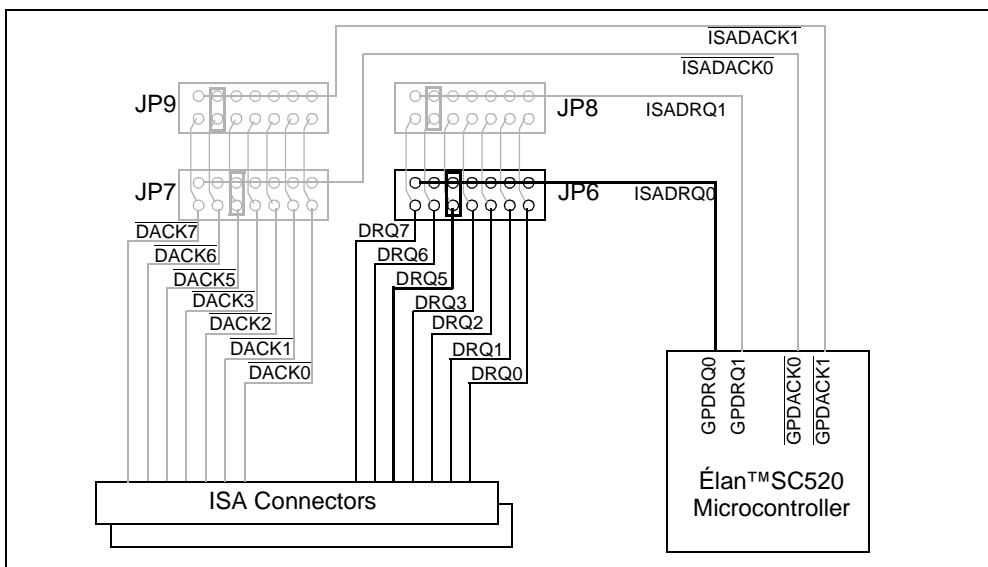 ISADACK1
ISADACK0
JP9
JP8
ISADRQ1
JP7
JP6
ISADRQ0
DACK7
DRQ7
DACK6
DRQ6
DACK5
DRQ5
DACK3
DRQ3
DACK2
DRQ2
DACK1
DRQ1
DACK0
DRQ0
GPDRQ0
GPDRQ1
GPDACK0
GPDACK1
ISA Connectors
Élan™SC520
Microcontroller